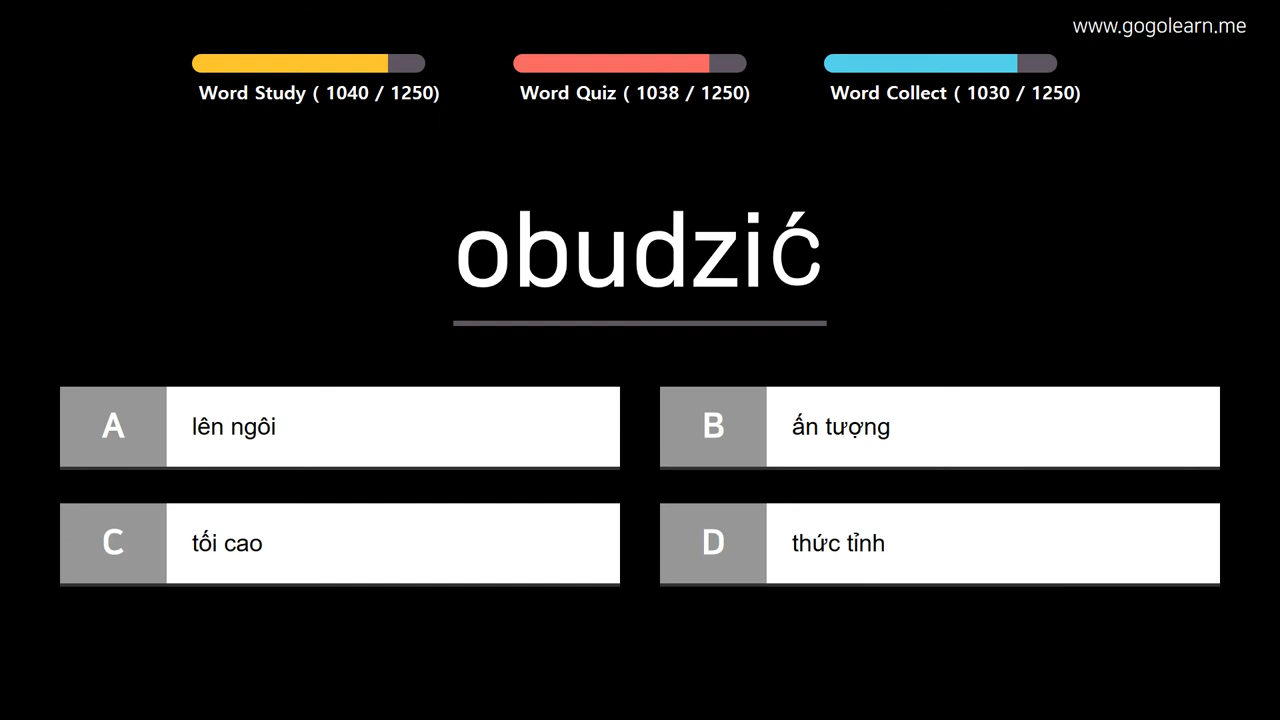 www.gogolearn.me
Word Study ( 1040 / 1250)
Word Quiz ( 1038 / 1250)
Word Collect ( 1030 / 1250)
obudzić
A
lên ngôi
B
ấn tượng
C
tối cao
D
thức tỉnh